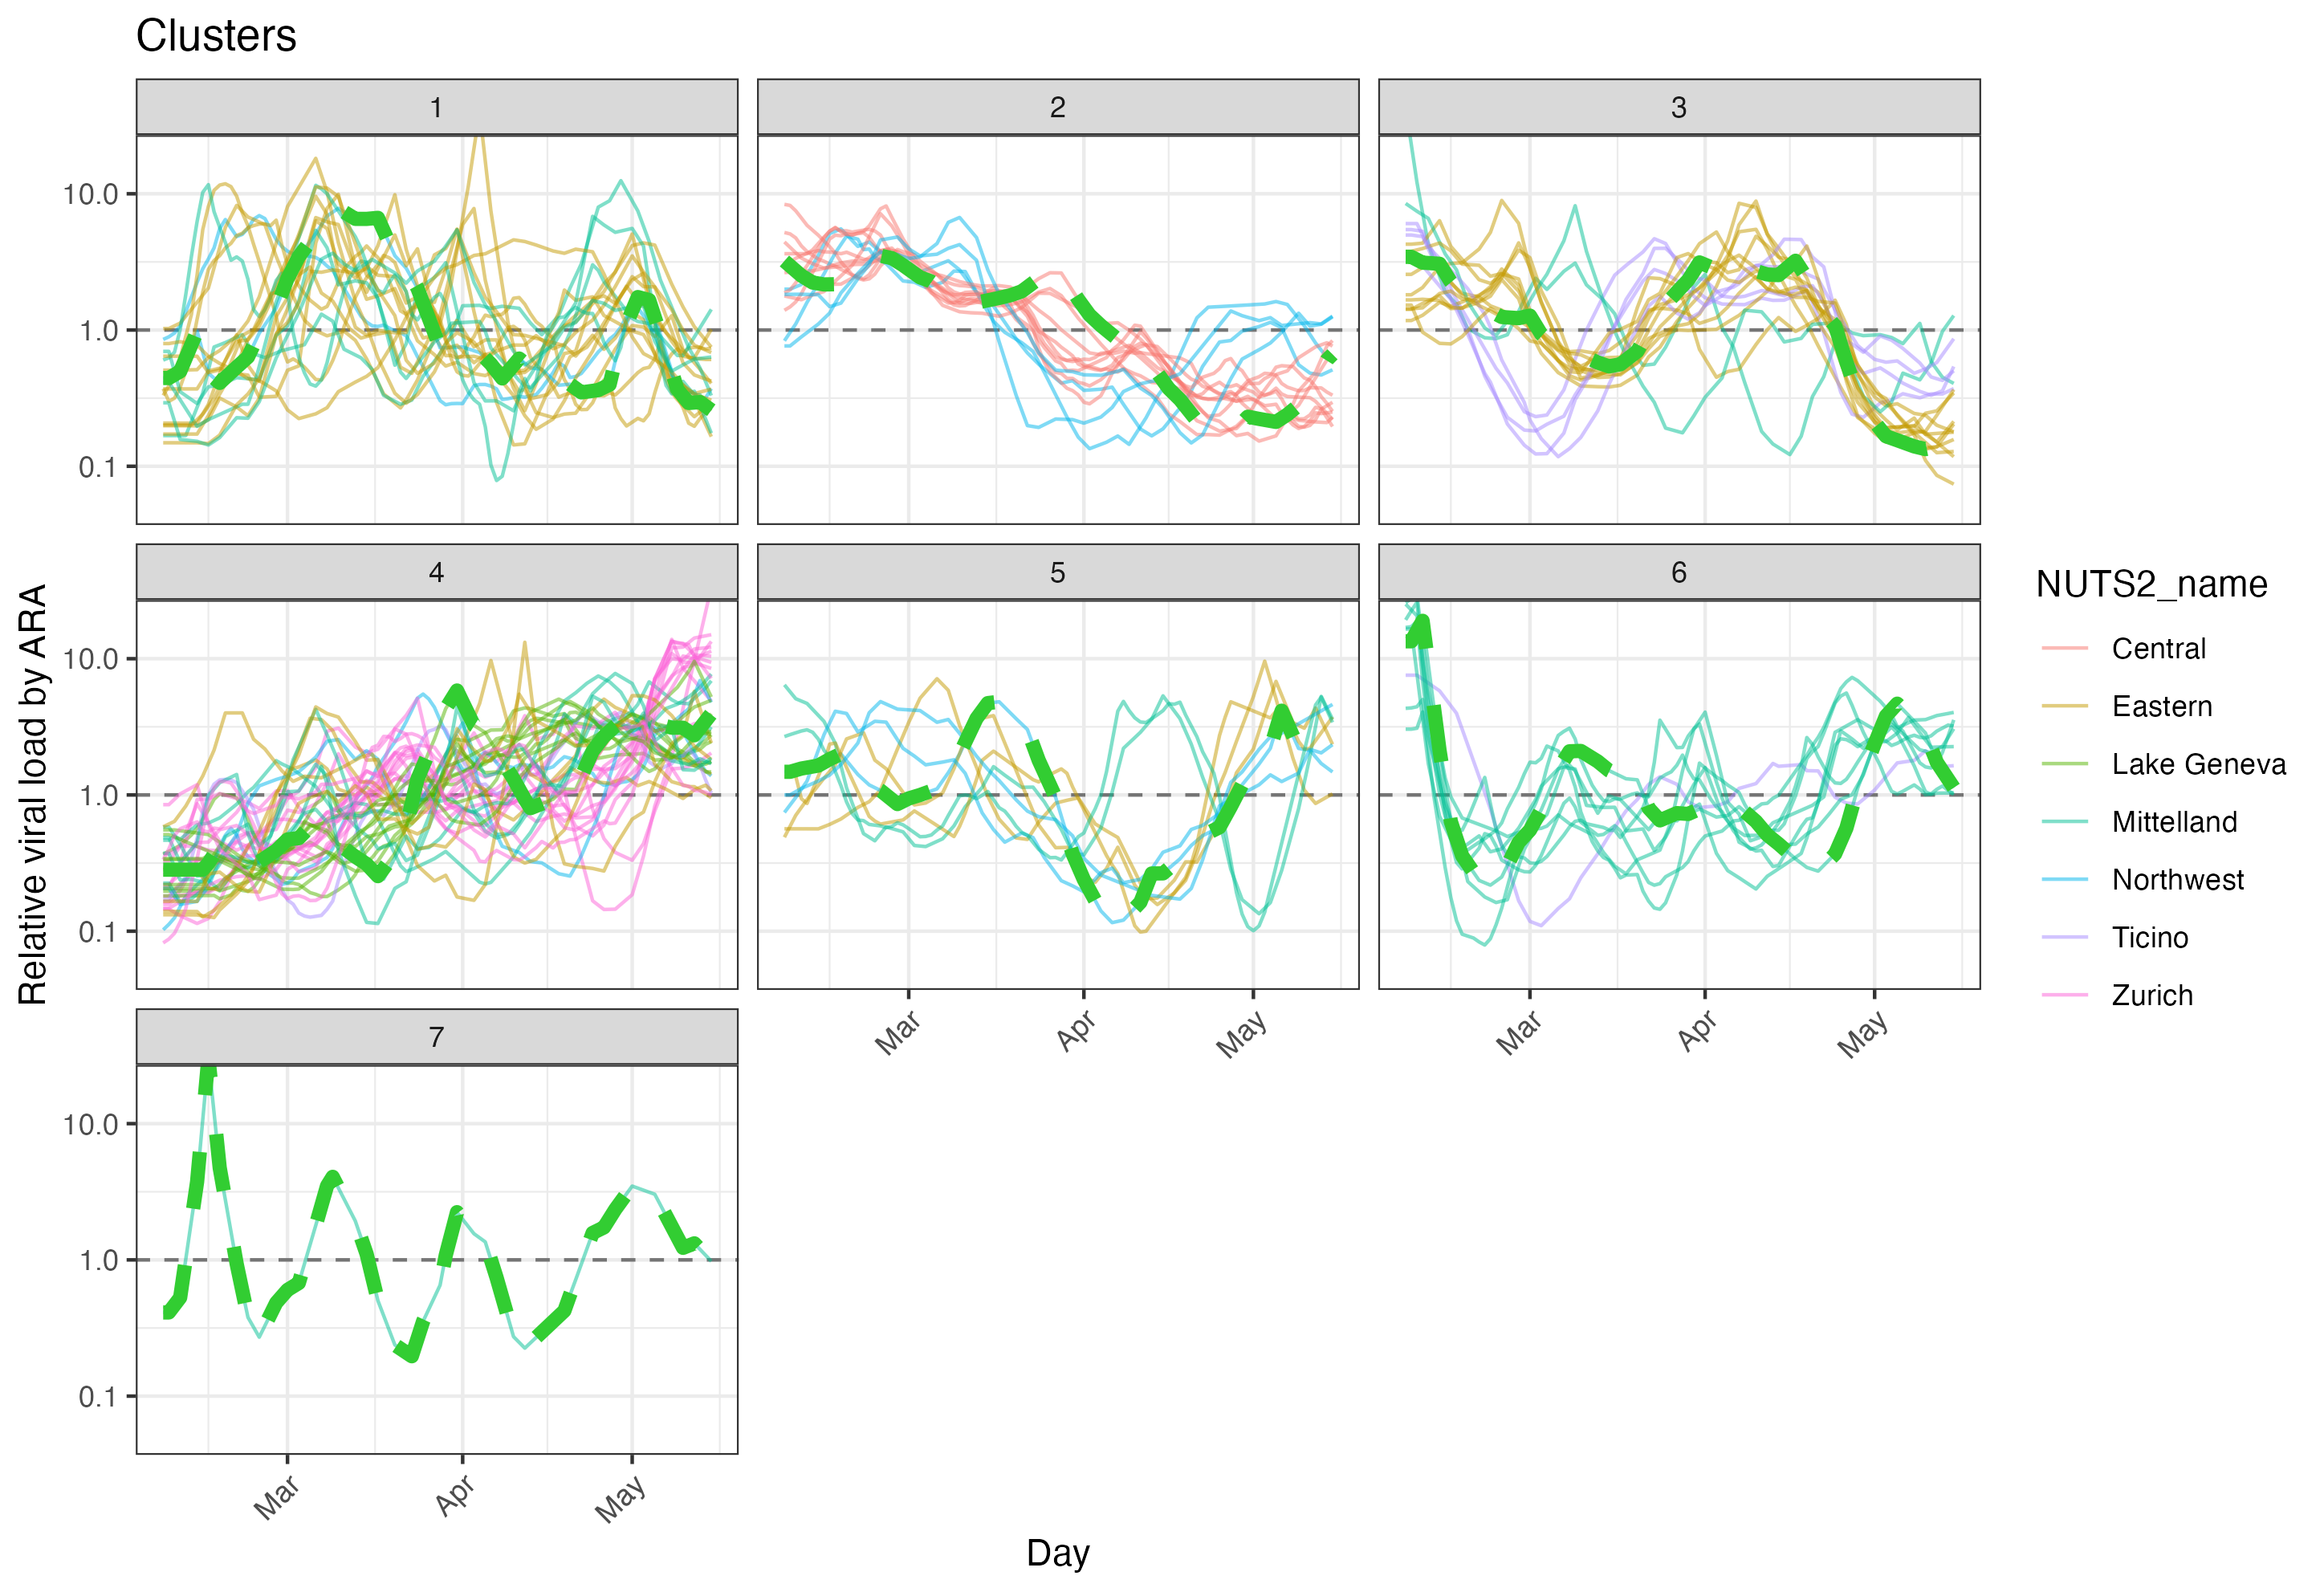 Clusters
1
2
3
10.0
1.0
0.1
4
5
6
10.0
1.0
0.1
Mar
Apr
May
Mar
Apr
May
7
10.0
1.0
0.1
Mar
Apr
May
Day
Relative viral load by ARA
NUTS2_name
Central
Eastern
Lake Geneva
Mittelland
Northwest
Ticino
Zurich